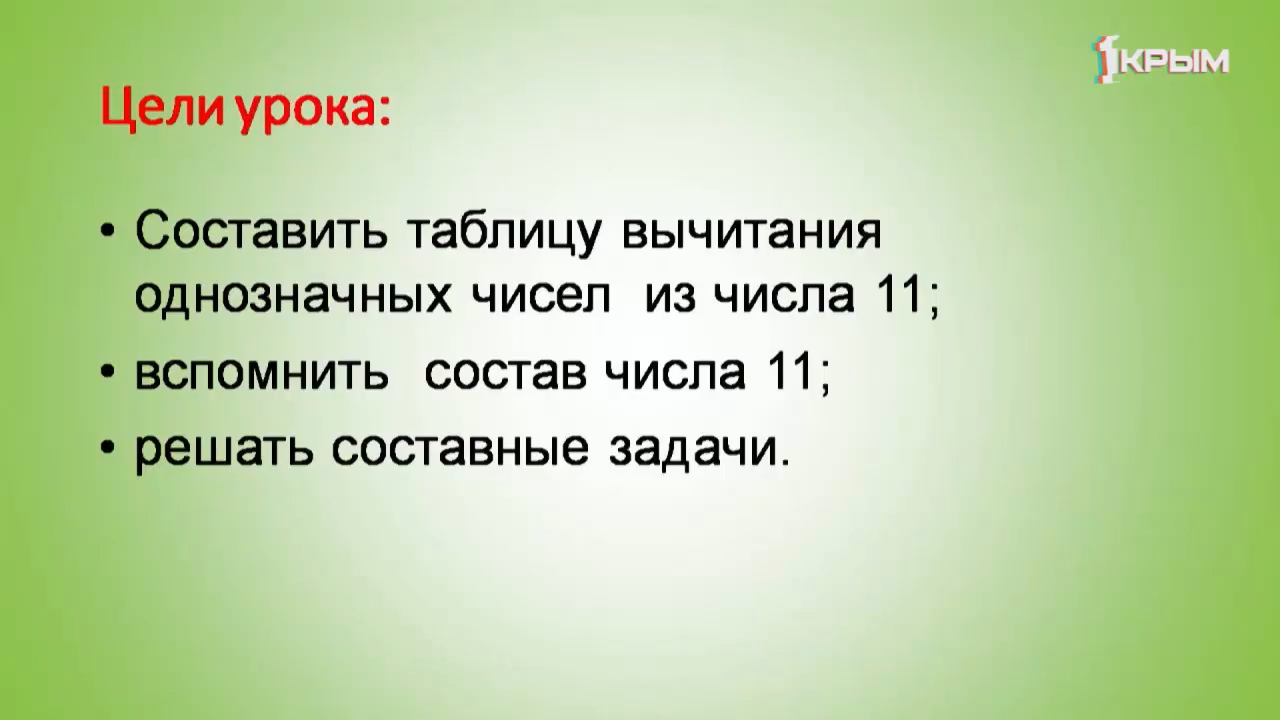 1КРЫМ
Цели урока:
• Составить таблицу вычитания
однозначных чисел из числа 11;
• вспомнить состав числа 11;
• решать составные задачи.